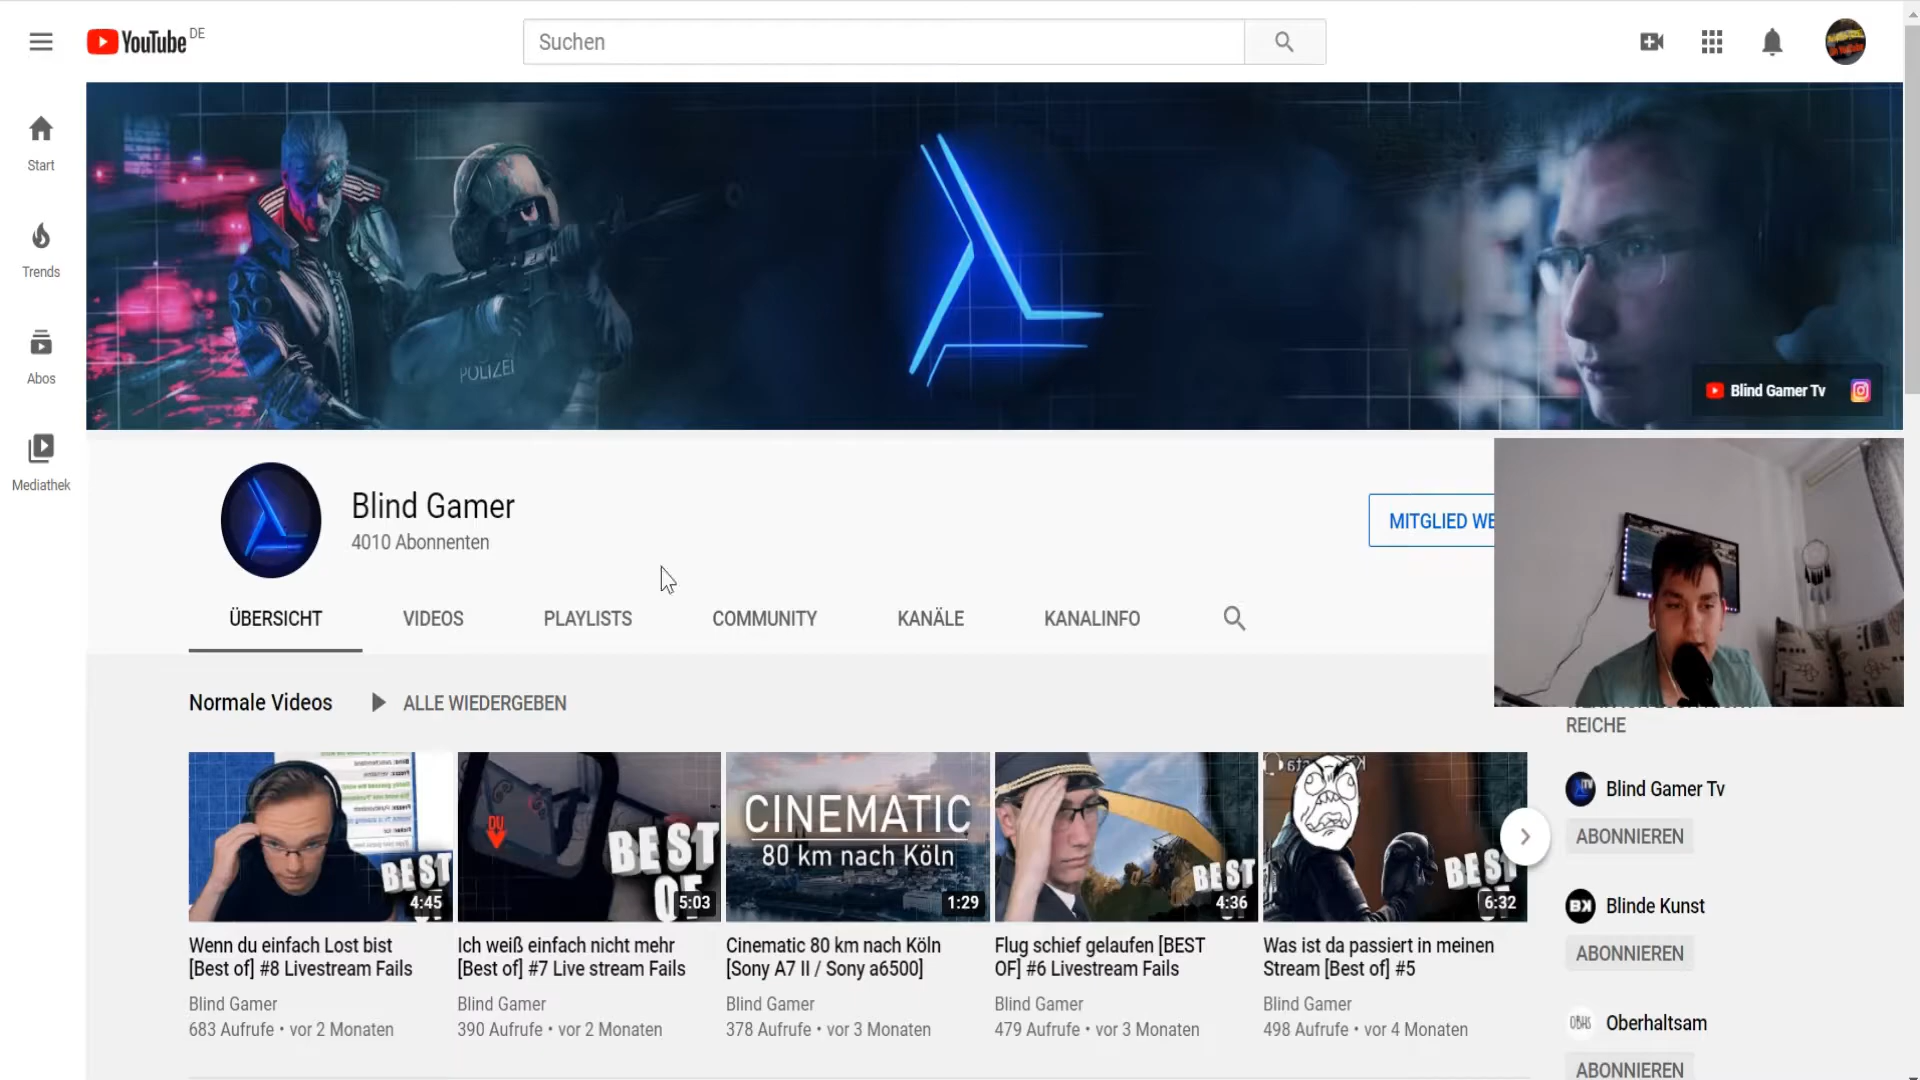 YouTube DE
Suchen
Start
Trends
Abos
Mediathek
POLIZEI
Blind Gamer Tv
Blind Gamer
4010 Abonnenten
MITGLIED WE
ÜBERSICHT
VIDEOS
PLAYLISTS
COMMUNITY
KANÄLE
KANALINFO
Normale Videos
ALLE WIEDERGEBEN
REICHE
BEST
4:45
Wenn du einfach Lost bist
[Best of] #8 Livestream Fails
Blind Gamer
683 Aufrufe • vor 2 Monaten
DU
BEST
OF
5:03
Ich weiß einfach nicht mehr
[Best of] #7 Live stream Fails
Blind Gamer
390 Aufrufe • vor 2 Monaten
CINEMATIC
80 km nach Köln
1:29
Cinematic 80 km nach Köln
[Sony A7 II / Sony a6500]
Blind Gamer
378 Aufrufe • vor 3 Monaten
BEST
4:36
Flug schief gelaufen [BEST
OF] #6 Livestream Fails
Blind Gamer
479 Aufrufe • vor 3 Monaten
BEST
6:32
Was ist da passiert in meinen
Stream [Best of] #5
Blind Gamer
498 Aufrufe • vor 4 Monaten
TV
Blind Gamer Tv
ABONNIEREN
BK
Blinde Kunst
ABONNIEREN
OBHS
Oberhaltsam
ABONNIEREN